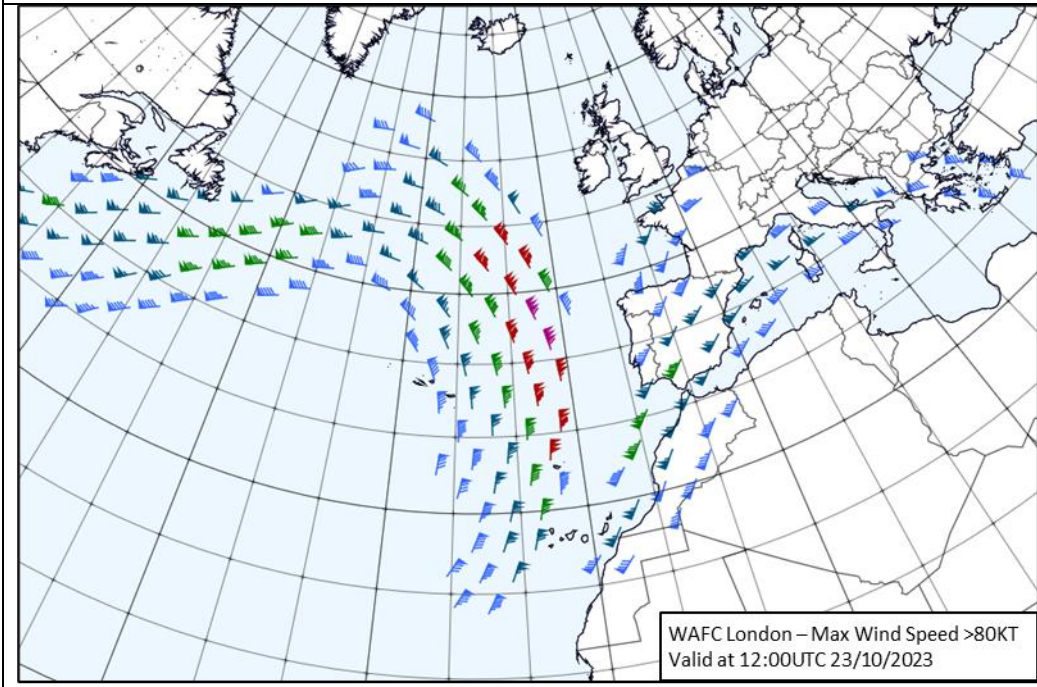 WAFC London – Max Wind Speed >80KT
Valid at 12:00UTC 23/10/2023